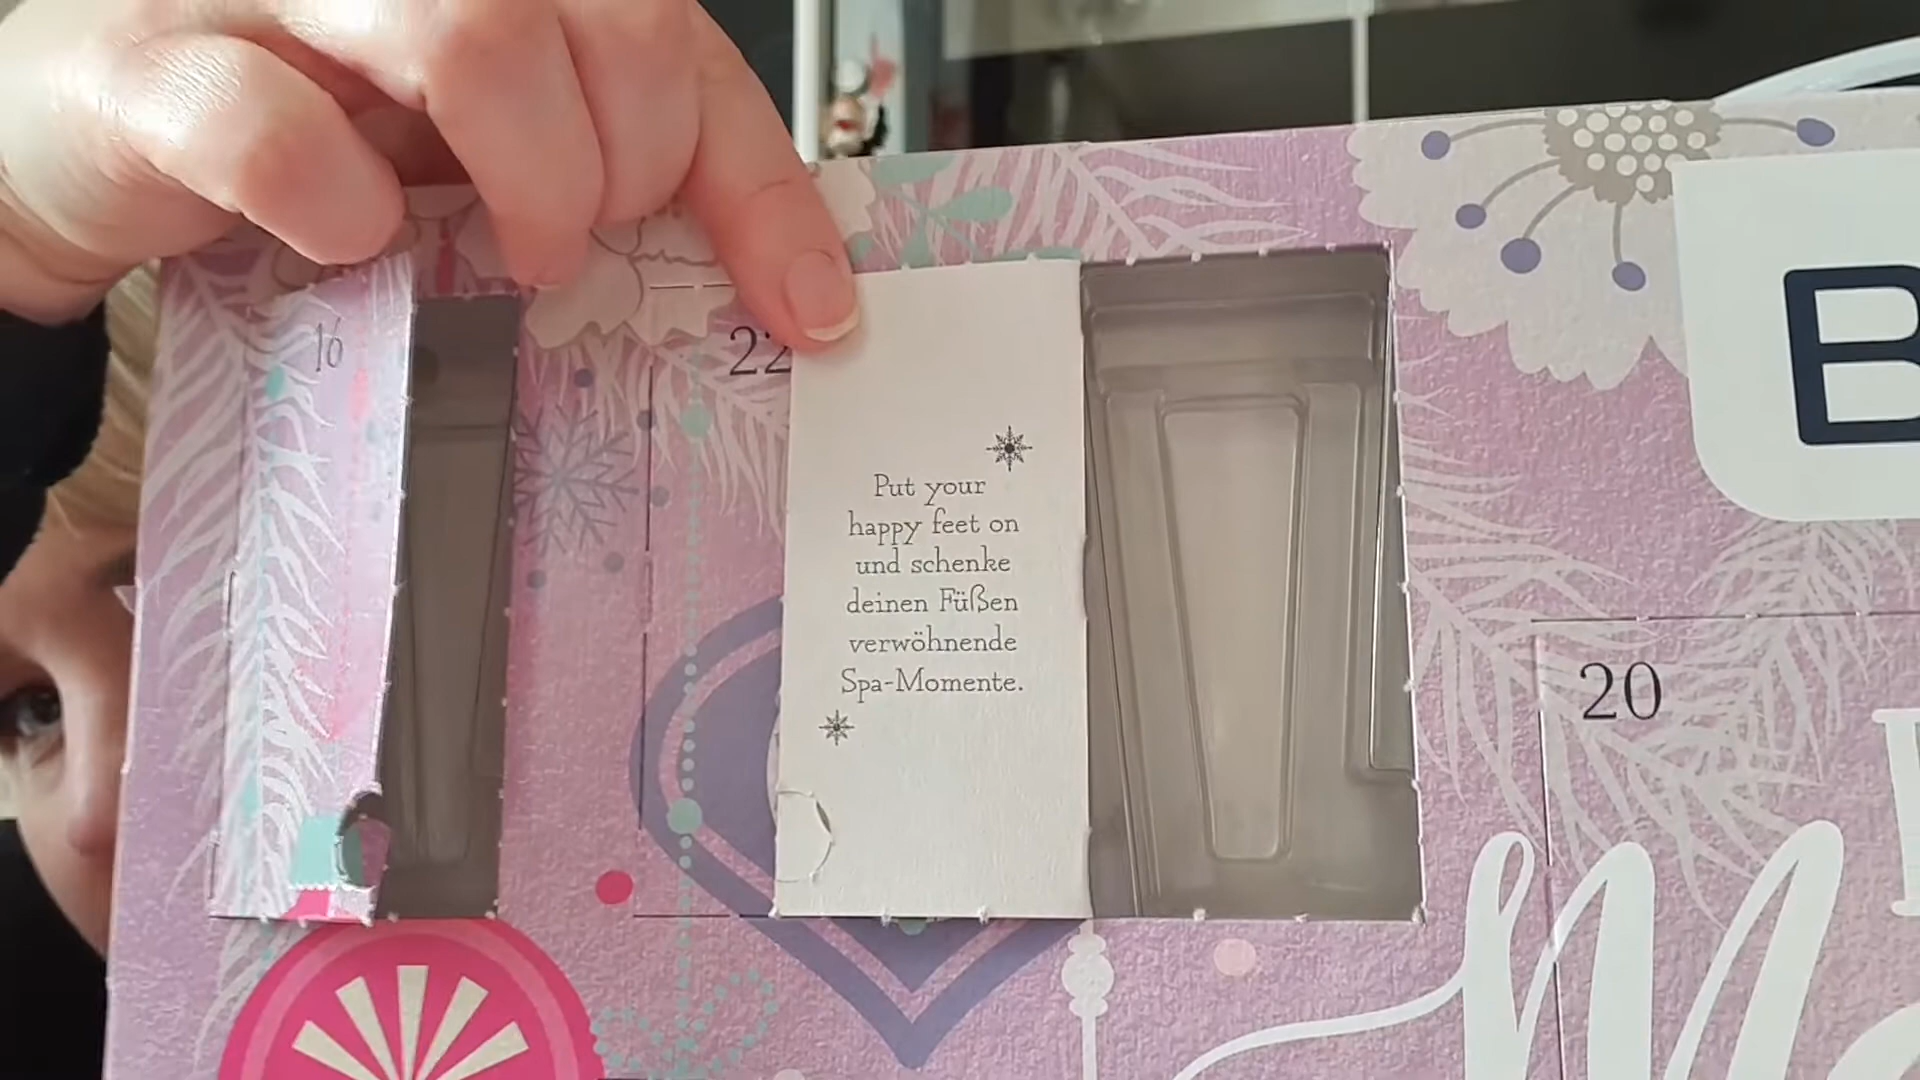 16
22
Put your
happy feet on
und schenke
deinen Füßen
verwöhnende
Spa-Momente.
B
20